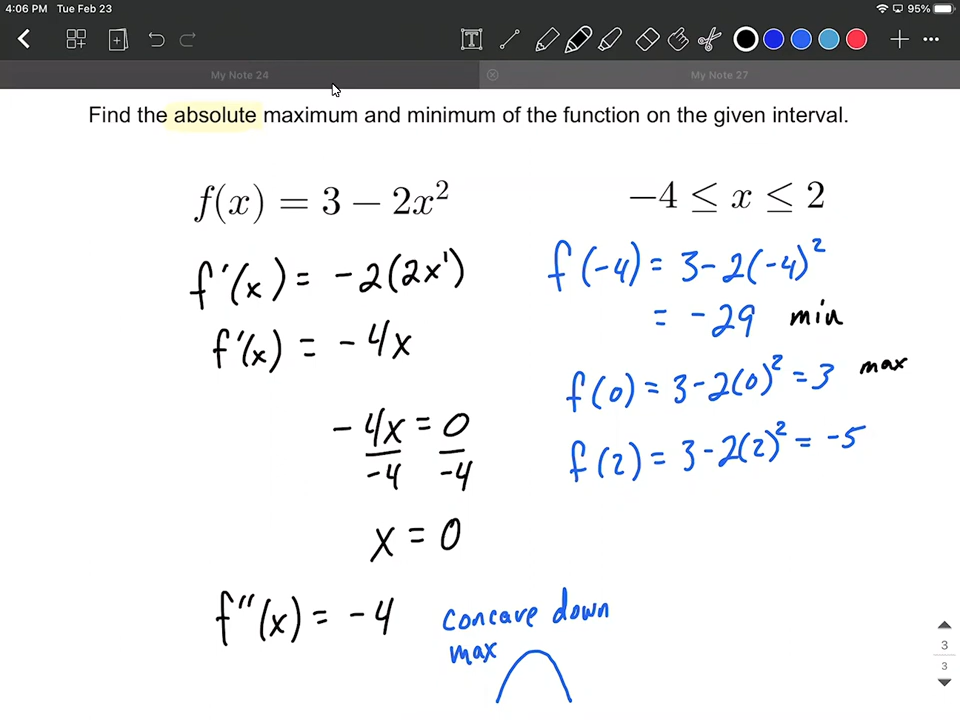 4:06 PM Tue Feb 23
95%
My Note 24
My Note 27
Find the absolute maximum and minimum of the function on the given interval.
f(x) = 3 − 2x²
−4 ≤ x ≤ 2
f'(x) = -2(2x¹)
f'(x) = -4x
-4x = 0
-4 -4
x = 0
f"(x) = -4
concave down
max
f(-4) = 3-2(-4)²
= -29 min
f(0) = 3-2(0)² = 3 max
f(2) = 3-2(2)² = -5
3
3